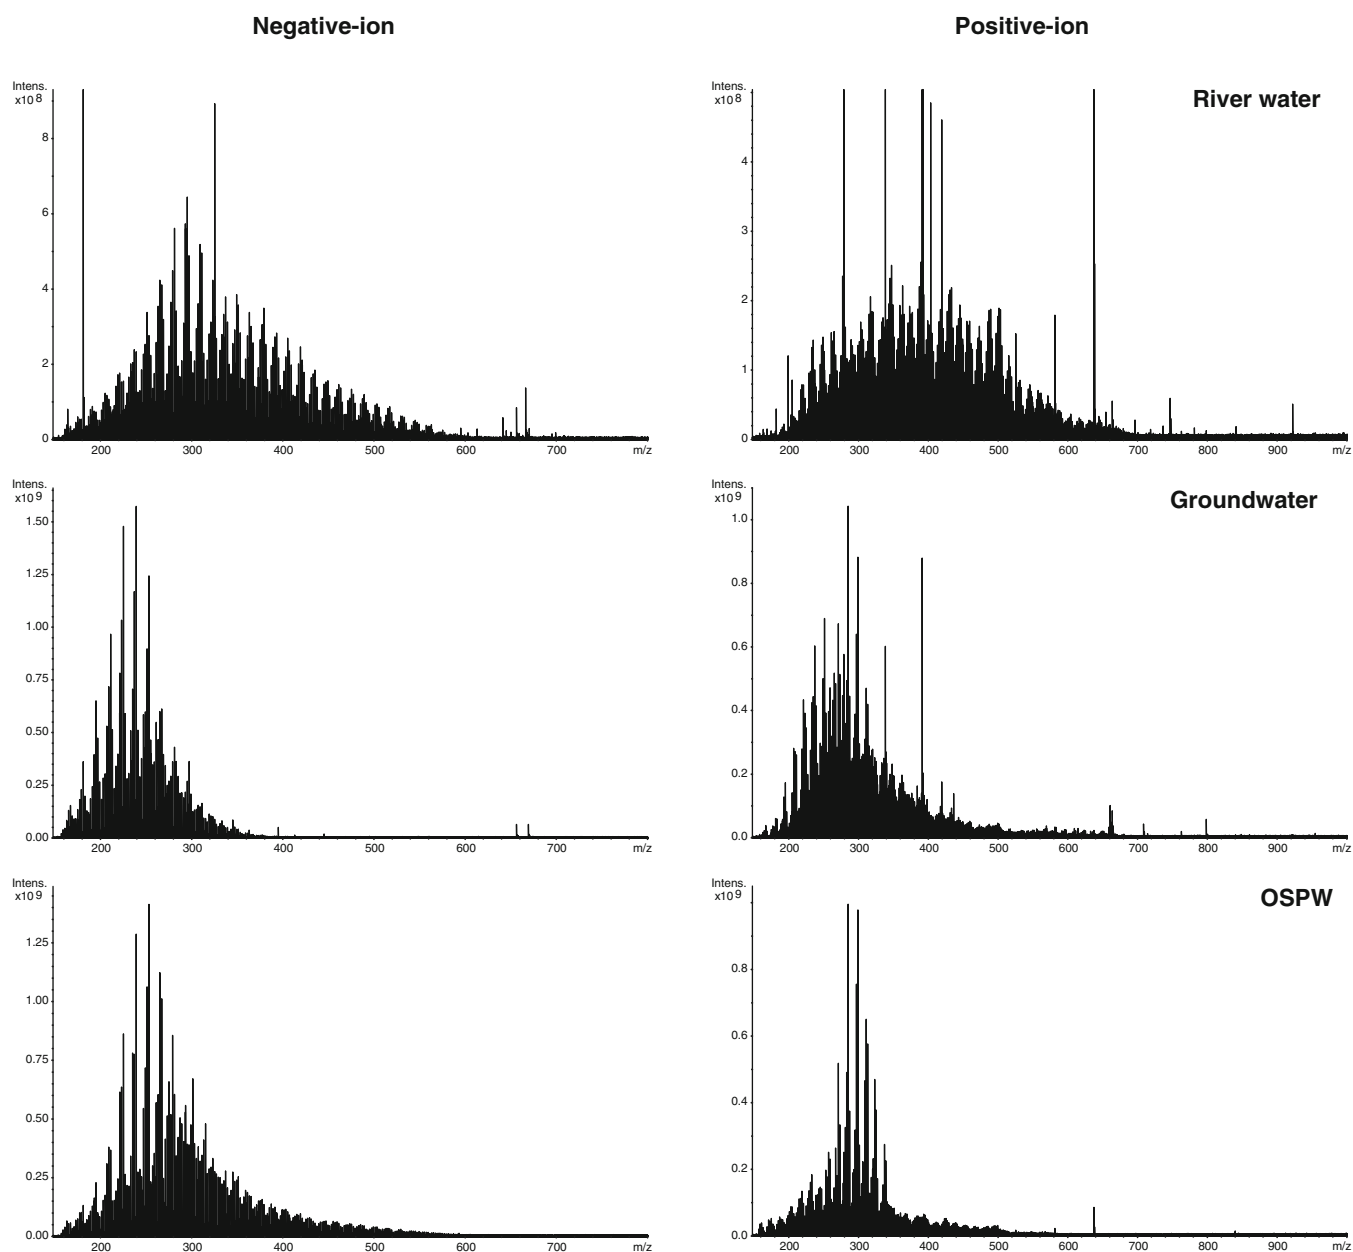 Negative-ion Positive-ion
Intens.
x10 8
8
6
4
2
0
200 300 400 500 600 700 m/z
Intens.
x10 8
River water
4
3
2
1
0
200 300 400 500 600 700 800 900 m/z
Intens.
x10 9
1.50
1.25
1.00
0.75
0.50
0.25
0.00
200 300 400 500 600 700 m/z
Intens.
x10 9
Groundwater
1.0
0.8
0.6
0.4
0.2
0.0
200 300 400 500 600 700 800 900 m/z
Intens.
x10 9
1.25
1.00
0.75
0.50
0.25
0.00
200 300 400 500 600 700 m/z
Intens.
x10 9
OSPW
0.8
0.6
0.4
0.2
0.0
200 300 400 500 600 700 800 900 m/z